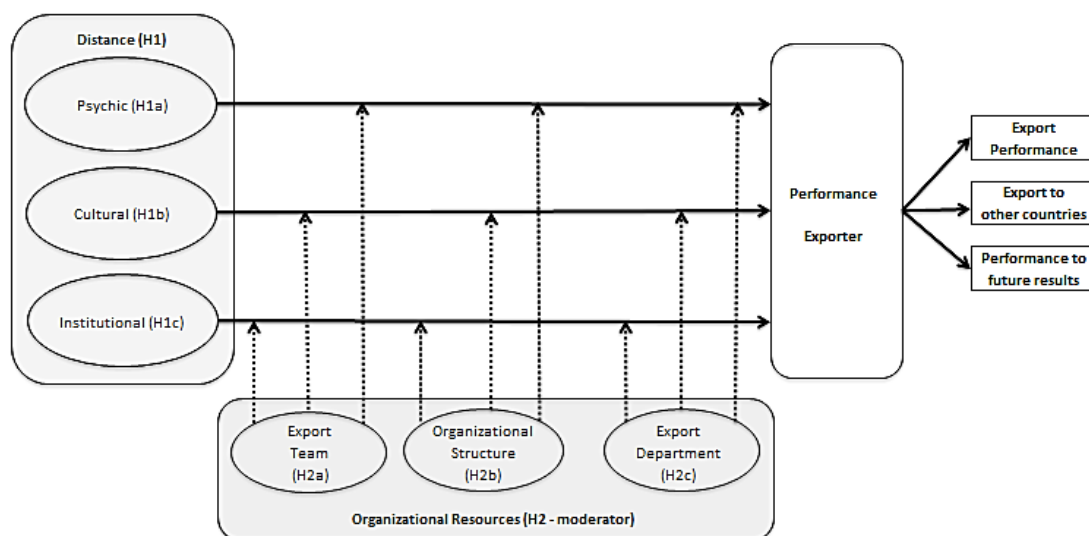 Distance (H1)
Psychic (H1a)
Cultural (H1b)
Institutional (H1c)
Performance
Exporter
Export
Performance
Export to
other countries
Performance to
future results
Export
Team
(H2a)
Organizational
Structure
(H2b)
Export
Department
(H2c)
Organizational Resources (H2 - moderator)